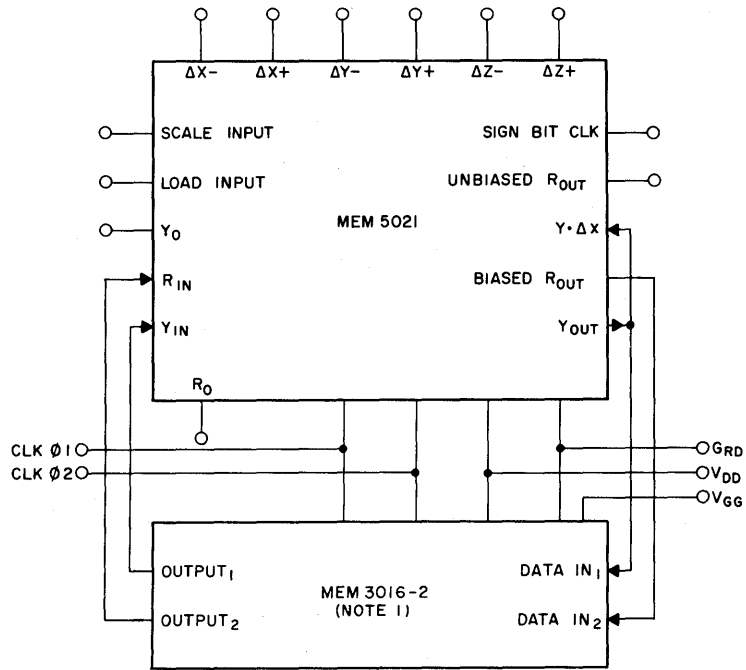 ΔX- ΔX+ ΔY- ΔY+ ΔZ- ΔZ+
SCALE INPUT SIGN BIT CLK
LOAD INPUT UNBIASED R_OUT
MEM 5021
Y₀ Y•ΔX
R_IN BIASED R_OUT
Y_IN Y_OUT
R₀
CLK Ø1 G_RD
CLK Ø2 V_DD
V_GG
OUTPUT₁ DATA IN₁
MEM 3016-2
(NOTE 1)
OUTPUT₂ DATA IN₂